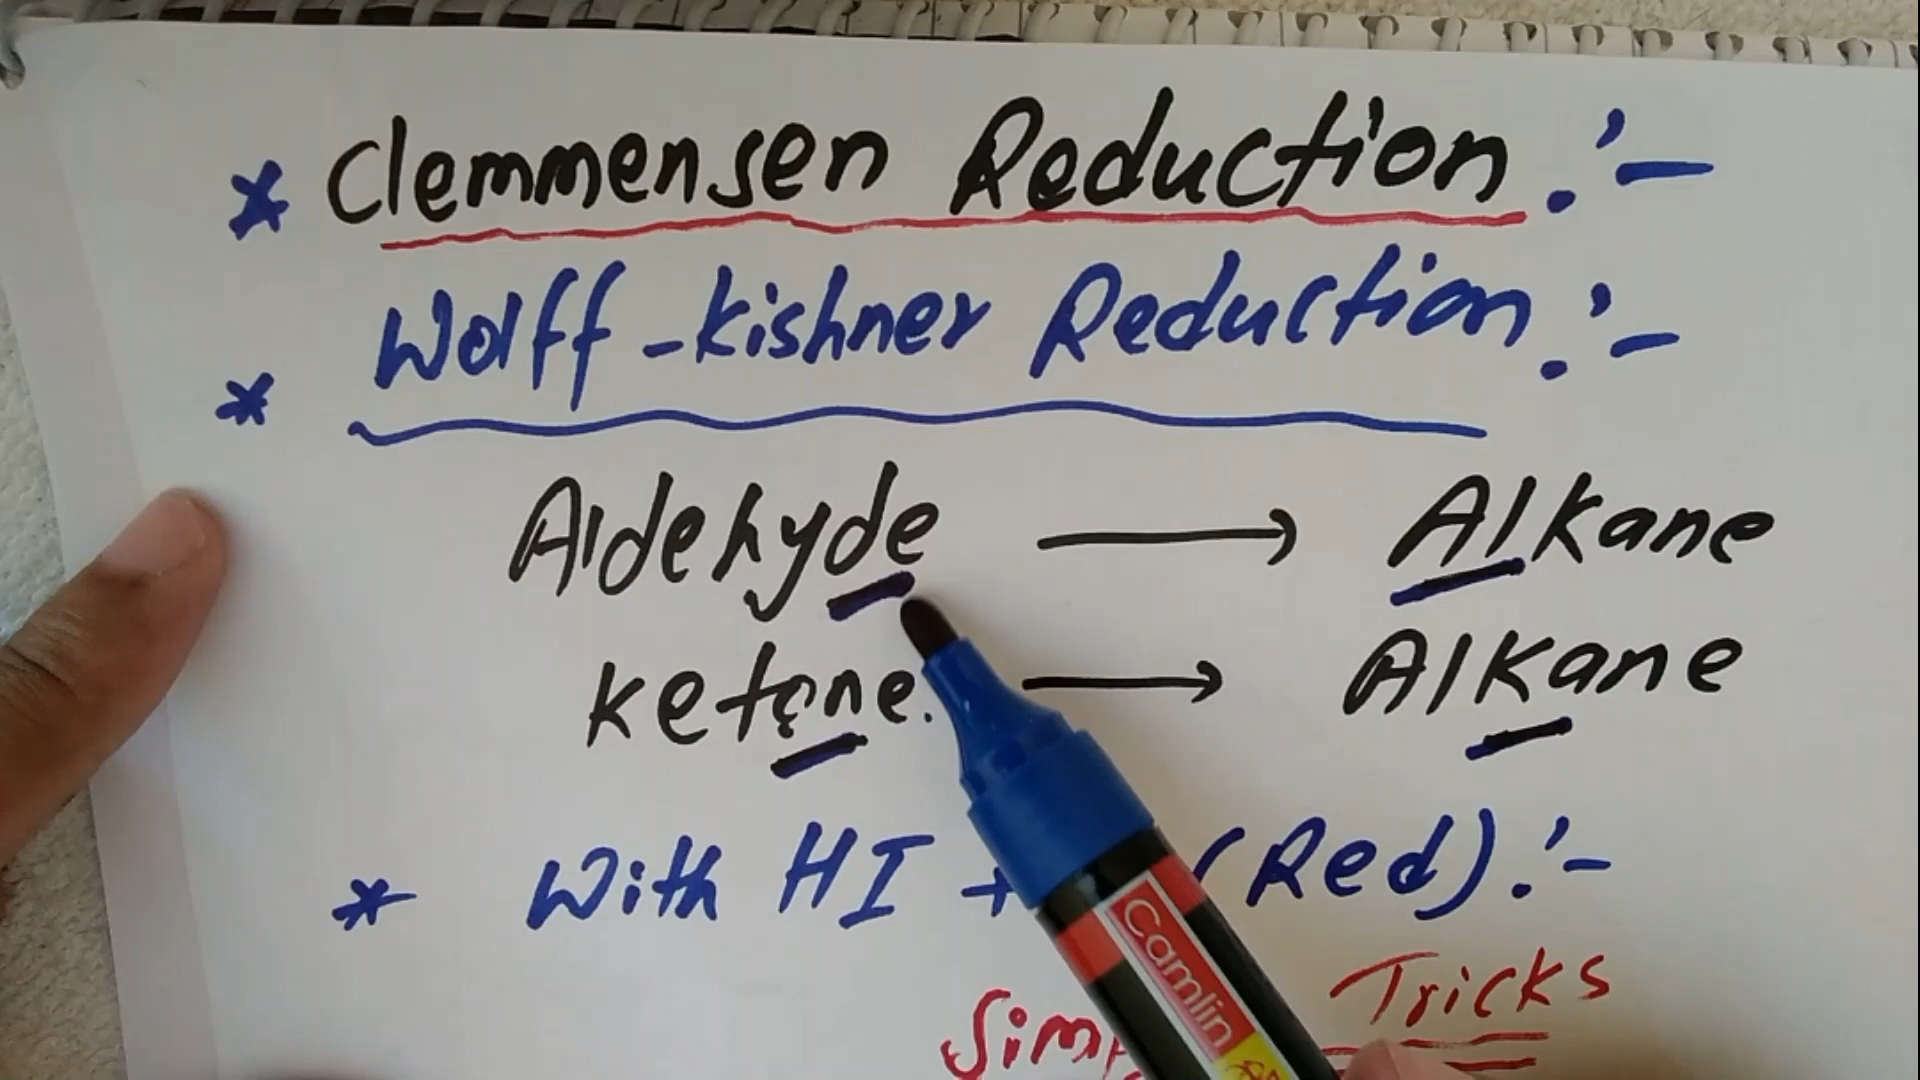 * Clemmensen Reduction :-
* Wolff-Kishner Reduction :-
Aldehyde → Alkane
Ketone. → Alkane
* With HI + (Red) :-
Tricks
Camlin